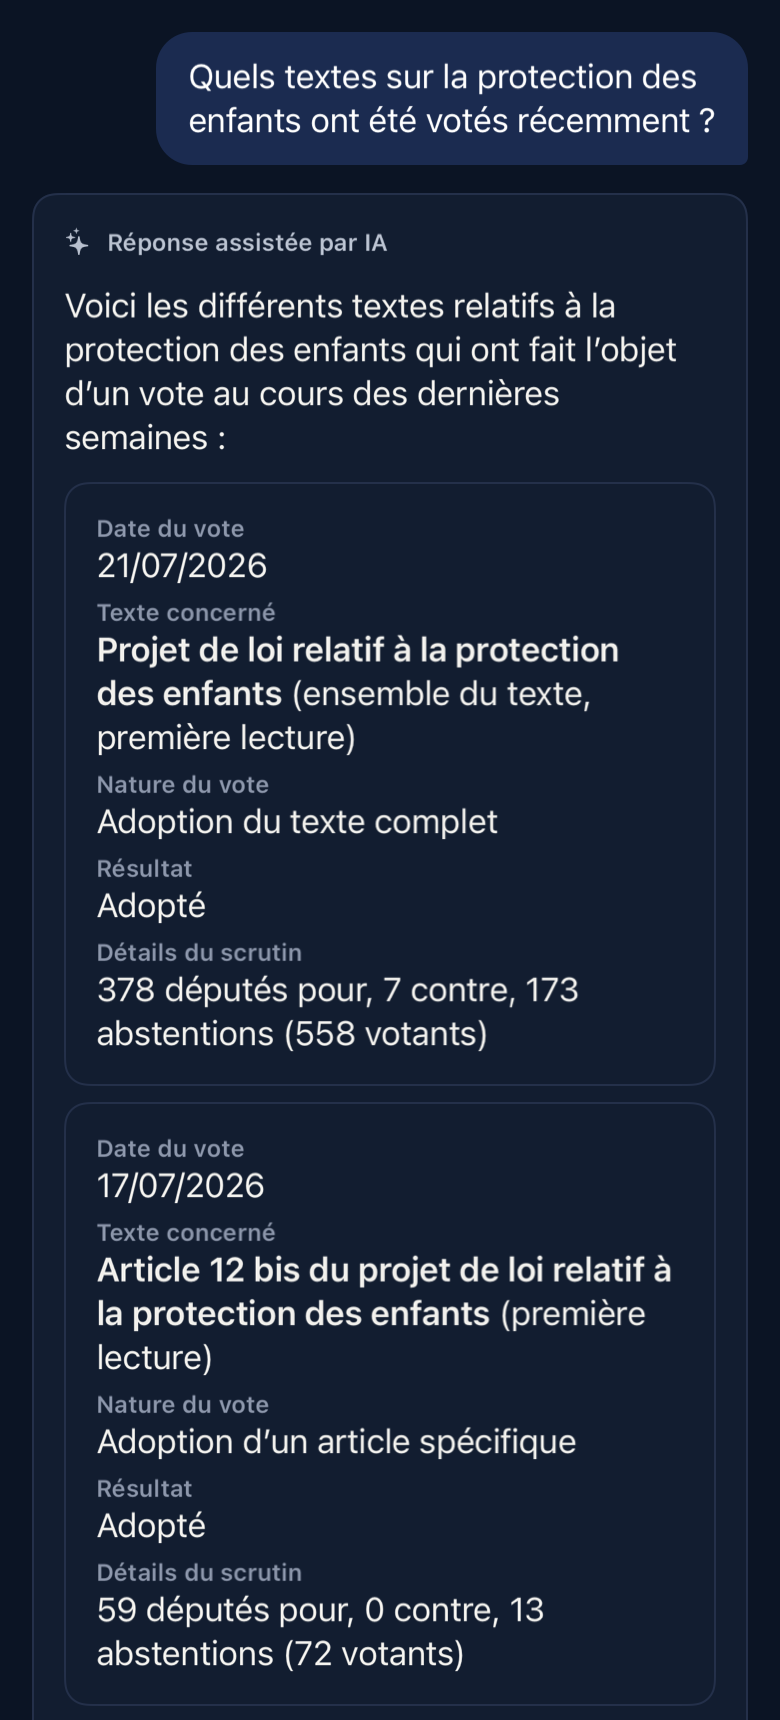 Quels textes sur la protection des
enfants ont été votés récemment ?
Réponse assistée par IA
Voici les différents textes relatifs à la
protection des enfants qui ont fait l’objet
d’un vote au cours des dernières
semaines :
Date du vote
21/07/2026
Texte concerné
Projet de loi relatif à la protection
des enfants (ensemble du texte,
première lecture)
Nature du vote
Adoption du texte complet
Résultat
Adopté
Détails du scrutin
378 députés pour, 7 contre, 173
abstentions (558 votants)
Date du vote
17/07/2026
Texte concerné
Article 12 bis du projet de loi relatif à
la protection des enfants (première
lecture)
Nature du vote
Adoption d’un article spécifique
Résultat
Adopté
Détails du scrutin
59 députés pour, 0 contre, 13
abstentions (72 votants)